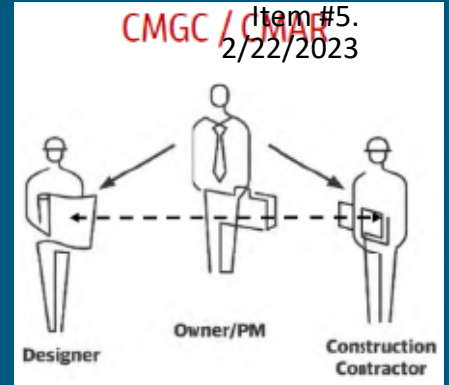 CMGC / CMAR
Item #5.
2/22/2023
Owner/PM
Designer
Construction
Contractor